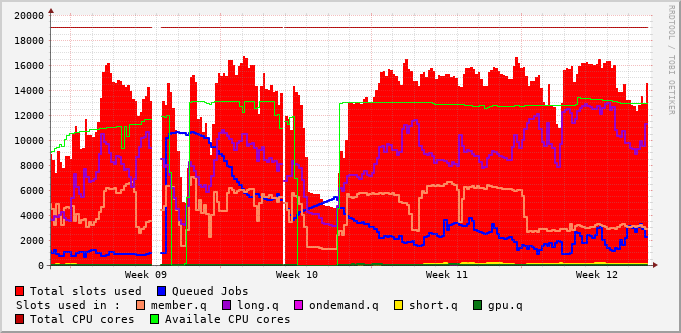 RRDTOOL / TOBI OETIKER
20000
18000
16000
14000
12000
10000
8000
6000
4000
2000
0
Week 09 Week 10 Week 11 Week 12
Total slots used Queued Jobs
Slots used in : member.q long.q ondemand.q short.q gpu.q
Total CPU cores Availale CPU cores